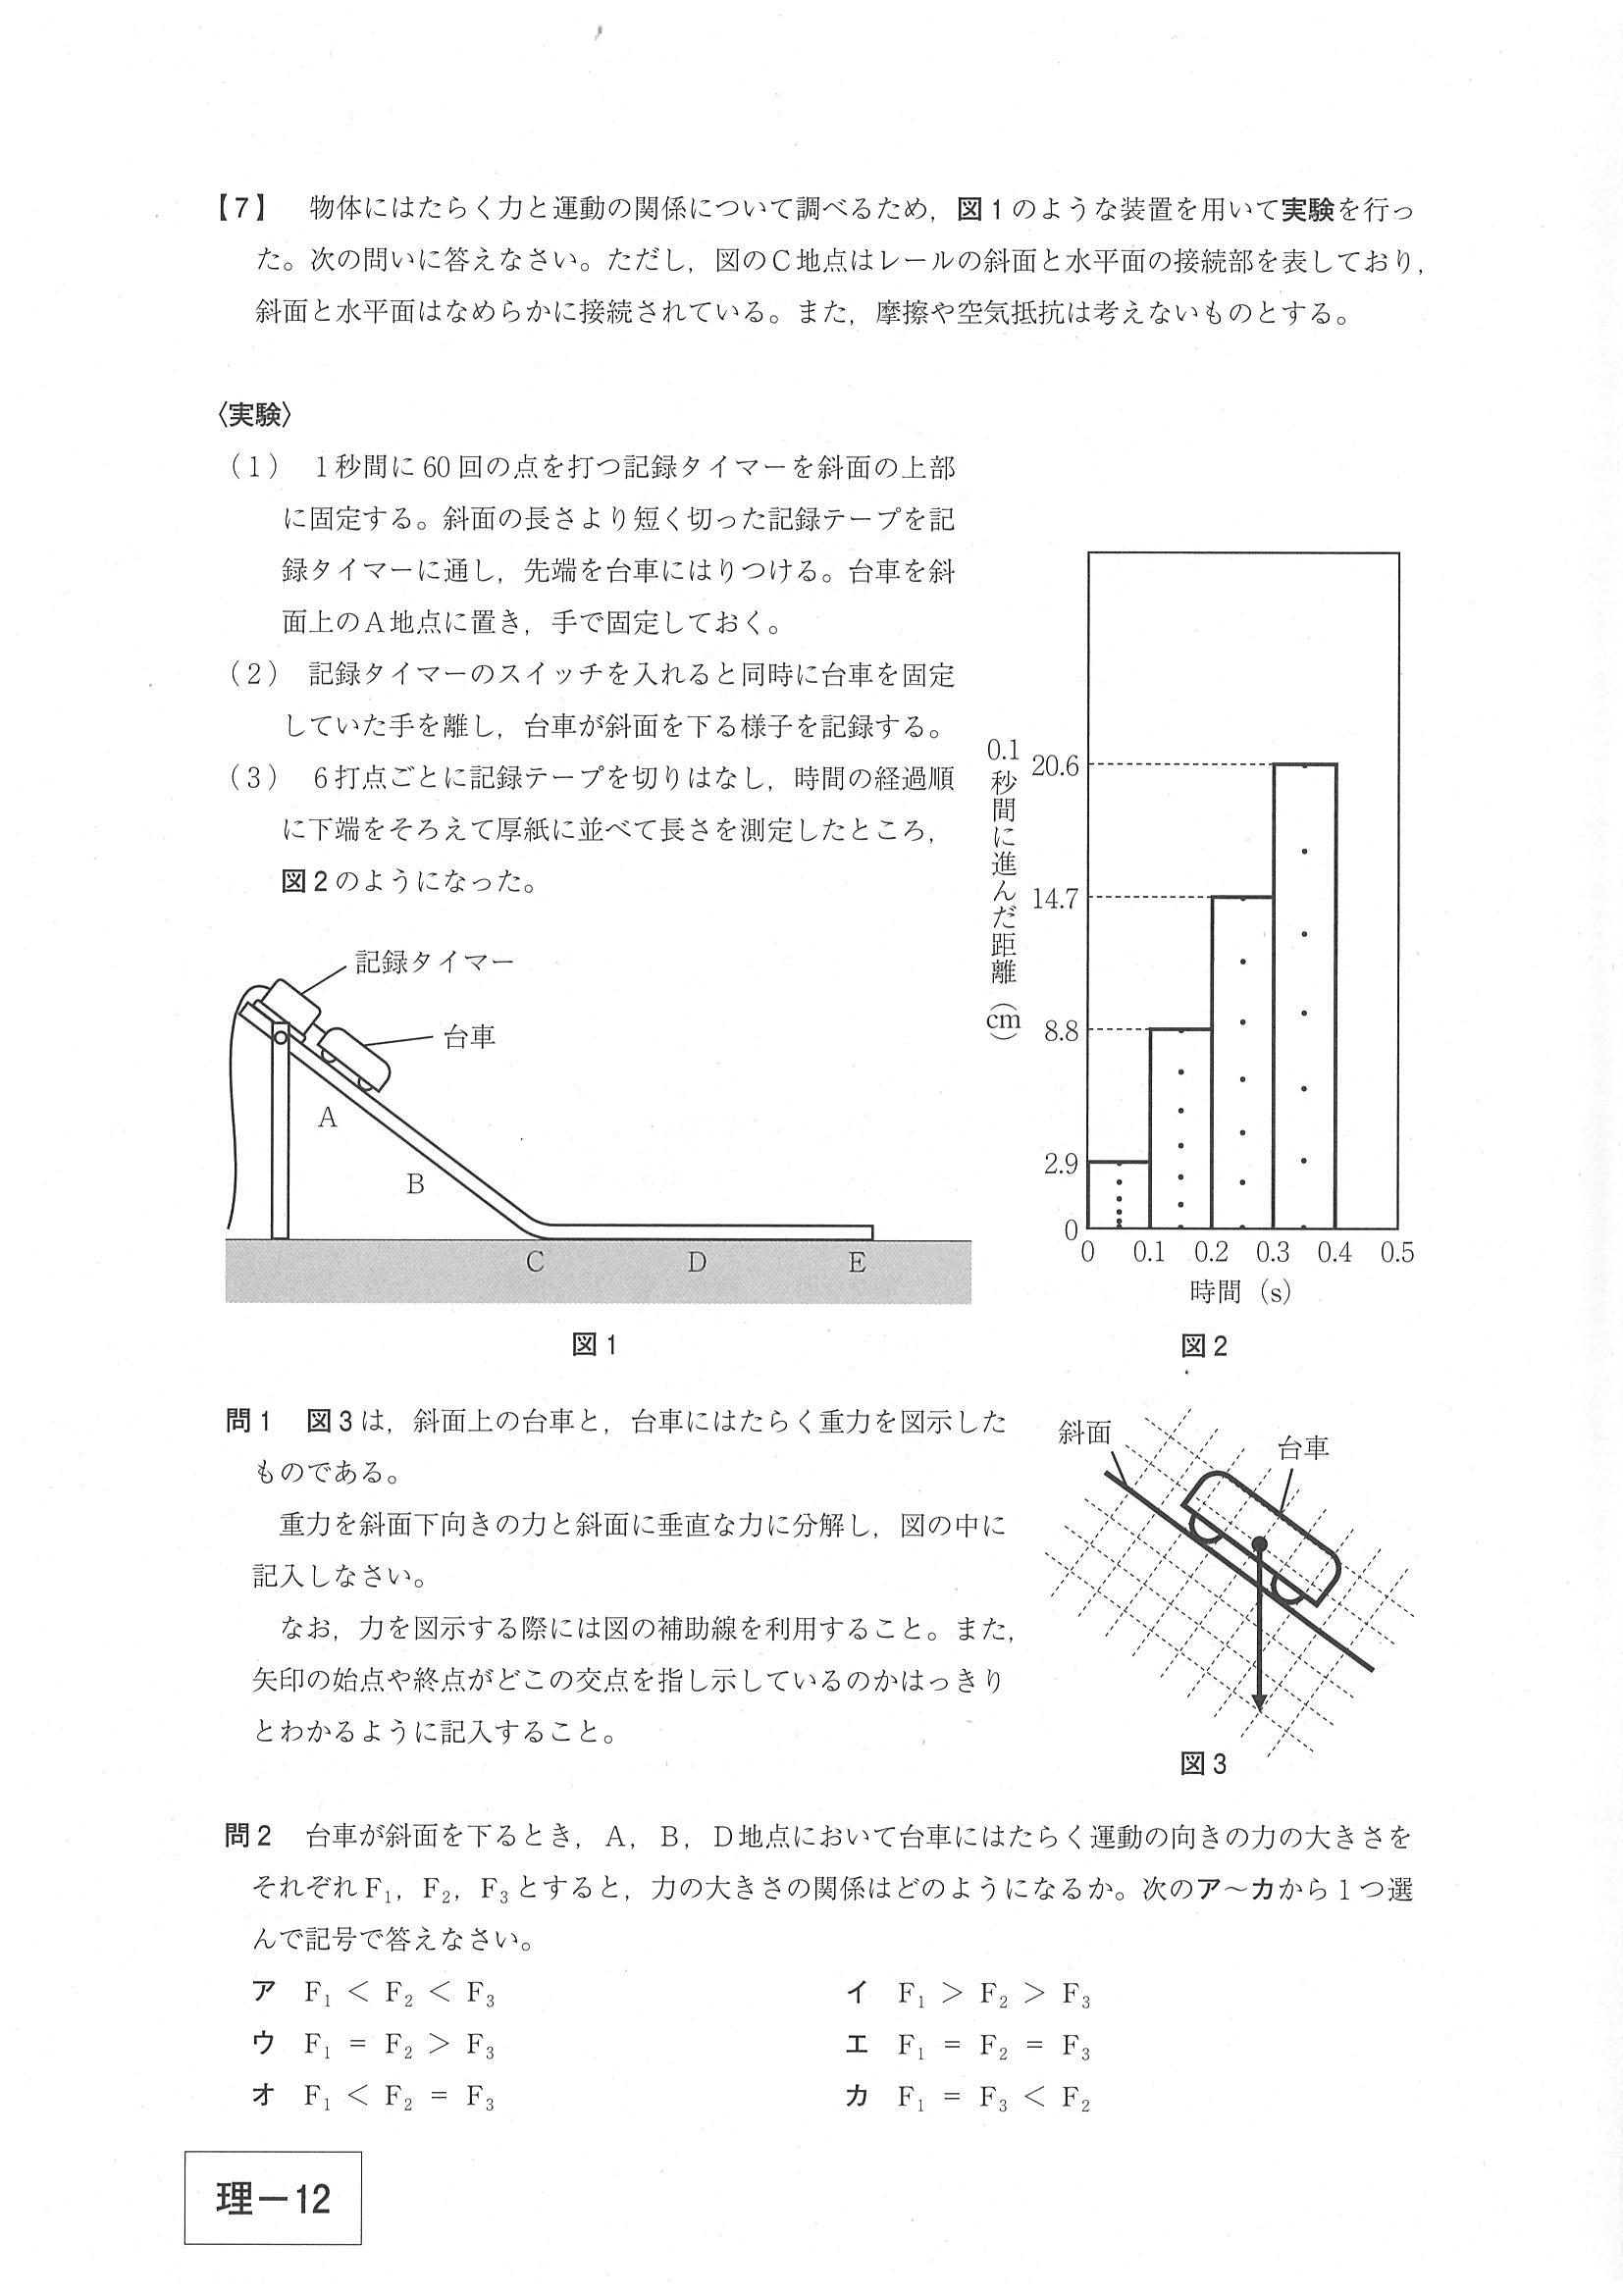 【7】 物体にはたらく力と運動の関係について調べるため，図1のような装置を用いて実験を行っ
た。次の問いに答えなさい。ただし，図のC地点はレールの斜面と水平面の接続部を表しており，
斜面と水平面はなめらかに接続されている。また，摩擦や空気抵抗は考えないものとする。
〈実験〉
（1） 1秒間に60回の点を打つ記録タイマーを斜面の上部
に固定する。斜面の長さより短く切った記録テープを記
録タイマーに通し，先端を台車にはりつける。台車を斜
面上のA地点に置き，手で固定しておく。
（2） 記録タイマーのスイッチを入れると同時に台車を固定
していた手を離し，台車が斜面を下る様子を記録する。
（3） 6打点ごとに記録テープを切りはなし，時間の経過順
に下端をそろえて厚紙に並べて長さを測定したところ，
図2のようになった。
記録タイマー
台車
A
B
C
D
E
図1
0.1秒間に進んだ距離（cm）
20.6
14.7
8.8
2.9
0
0 0.1 0.2 0.3 0.4 0.5
時間（s）
図2
問1 図3は，斜面上の台車と，台車にはたらく重力を図示した
ものである。
重力を斜面下向きの力と斜面に垂直な力に分解し，図の中に
記入しなさい。
なお，力を図示する際には図の補助線を利用すること。また，
矢印の始点や終点がどこの交点を指し示しているのかはっきり
とわかるように記入すること。
斜面
台車
図3
問2 台車が斜面を下るとき，A，B，D地点において台車にはたらく運動の向きの力の大きさを
それぞれF₁，F₂，F₃とすると，力の大きさの関係はどのようになるか。次のア～カから1つ選
んで記号で答えなさい。
ア F₁ < F₂ < F₃ イ F₁ > F₂ > F₃
ウ F₁ = F₂ > F₃ エ F₁ = F₂ = F₃
オ F₁ < F₂ = F₃ カ F₁ = F₃ < F₂
理－12